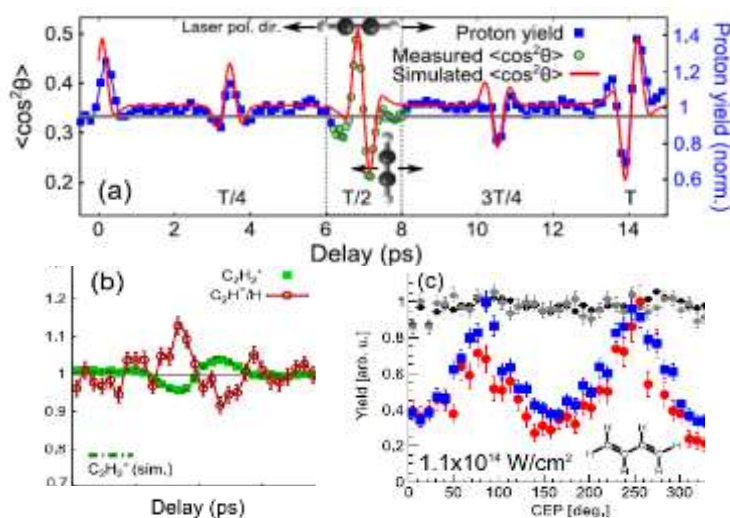 (a)
Laser pol. dir.
Proton yield
Measured <cos²θ>
Simulated <cos²θ>
<cos²θ>
0.5
0.4
0.3
0.2
Proton yield
(norm.)
1.4
1.2
1
0.8
0.6
T/4
T/2
3T/4
T
0
2
4
6
8
10
12
14
Delay (ps)
(b)
C₂H₂⁺
1.2
1.1
1
0.9
0.8
0.7
C₂H₂⁺ (sim.)
Delay (ps)
(c)
Yield [arb. u.]
1
0.8
0.6
0.4
0.2
0
1.1x10¹⁴ W/cm²
H
H
H
H
H
H
0
50
100
150
200
250
300
CEP [deg.]